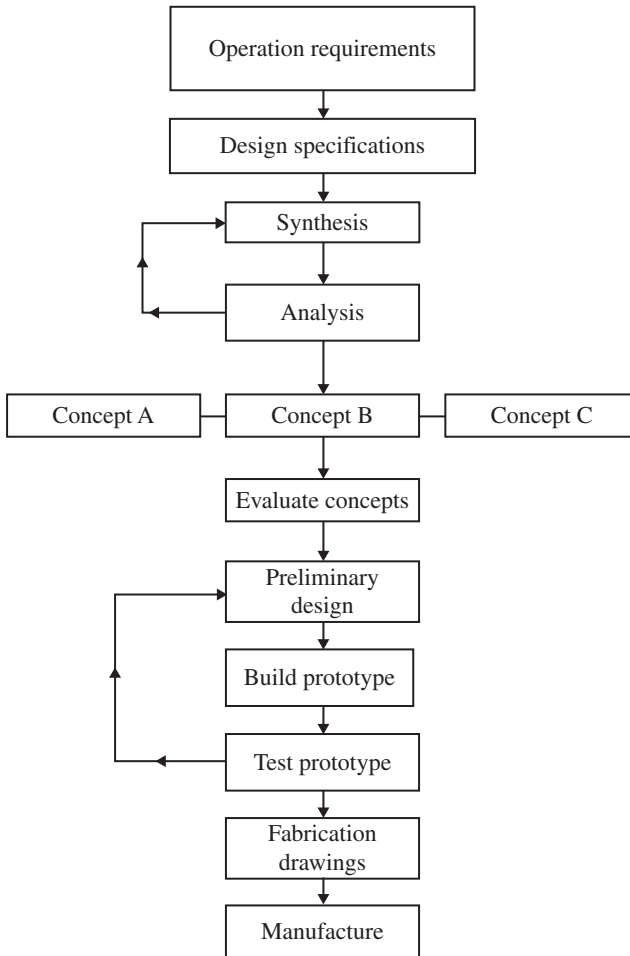 Operation requirements
Design specifications
Synthesis
Analysis
Concept A
Concept B
Concept C
Evaluate concepts
Preliminary
design
Build prototype
Test prototype
Fabrication
drawings
Manufacture